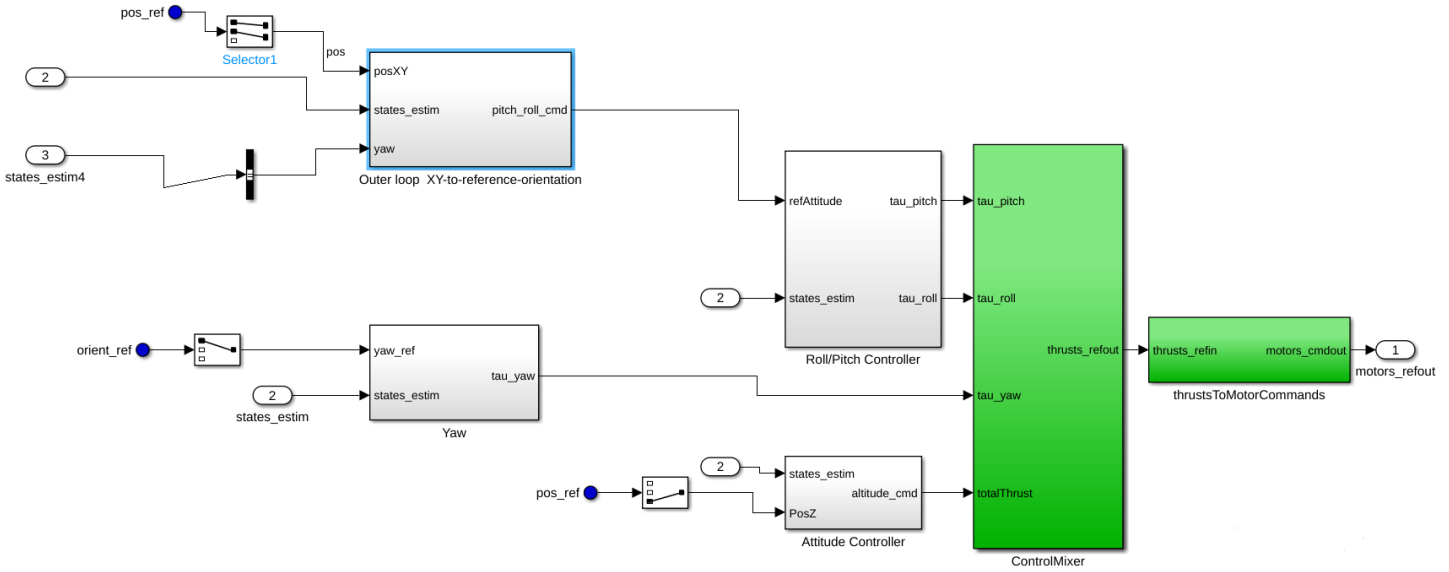 pos_ref
Selector1
pos
2
3
states_estim4
posXY
states_estim
yaw
pitch_roll_cmd
Outer loop  XY-to-reference-orientation
refAttitude
states_estim
tau_pitch
tau_roll
2
Roll/Pitch Controller
orient_ref
2
states_estim
yaw_ref
states_estim
tau_yaw
Yaw
pos_ref
2
states_estim
PosZ
altitude_cmd
Attitude Controller
tau_pitch
tau_roll
tau_yaw
totalThrust
thrusts_refout
ControlMixer
thrusts_refin
motors_cmdout
thrustsToMotorCommands
1
motors_refout